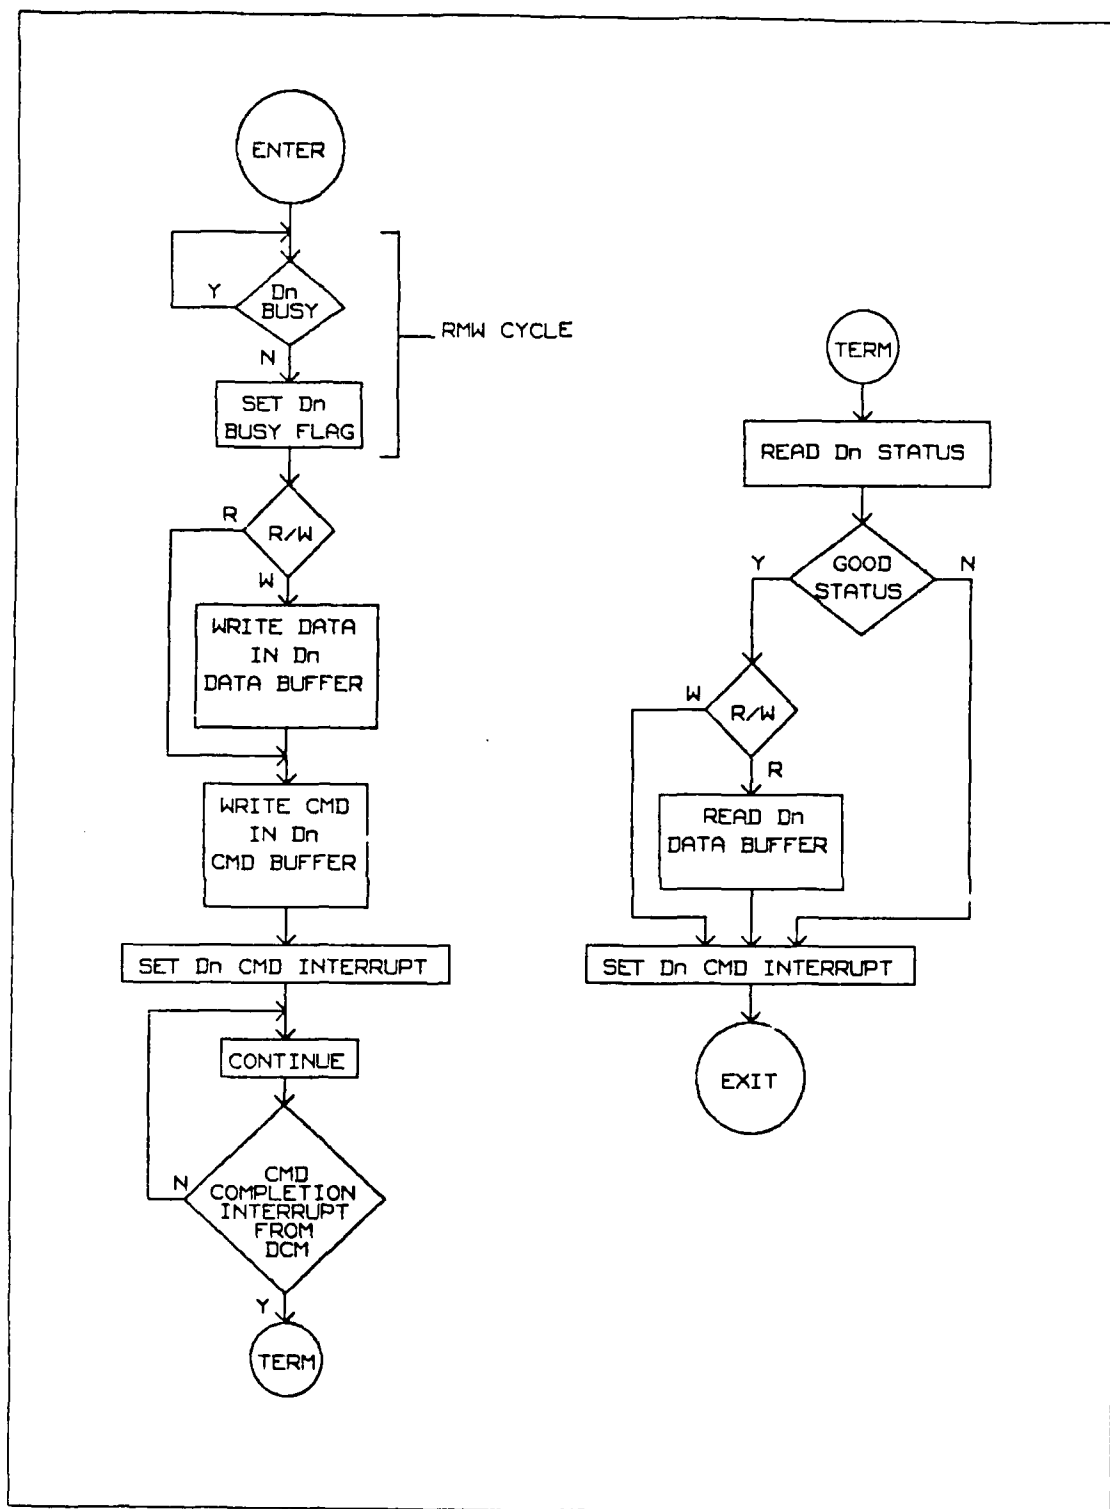 ENTER
Y
Dn
BUSY
RMW CYCLE
N
SET Dn
BUSY FLAG
R
R/W
W
WRITE DATA
IN Dn
DATA BUFFER
WRITE CMD
IN Dn
CMD BUFFER
SET Dn CMD INTERRUPT
CONTINUE
N
CMD
COMPLETION
INTERRUPT
FROM
DCM
Y
TERM
TERM
READ Dn STATUS
Y
GOOD
STATUS
N
W
R/W
R
READ Dn
DATA BUFFER
SET Dn CMD INTERRUPT
EXIT